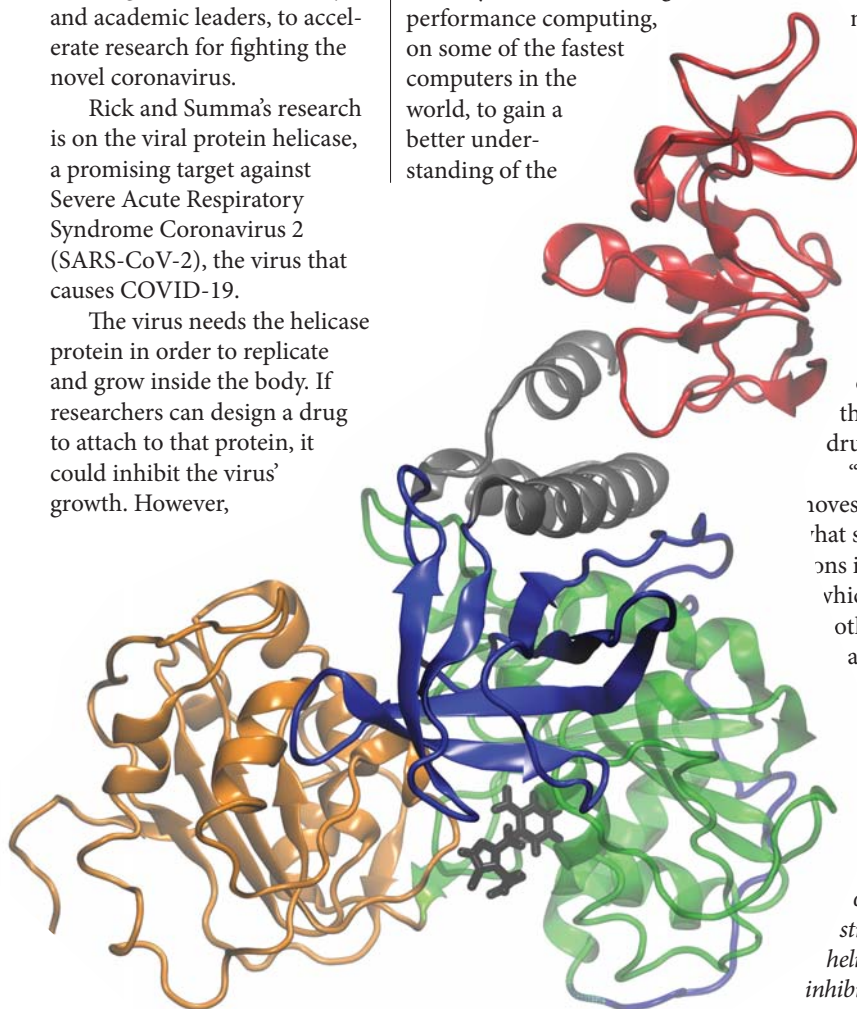 and academic leaders, to accel-
erate research for fighting the
novel coronavirus.
Rick and Summa's research
is on the viral protein helicase,
a promising target against
Severe Acute Respiratory
Syndrome Coronavirus 2
(SARS-CoV-2), the virus that
causes COVID-19.
The virus needs the helicase
protein in order to replicate
and grow inside the body. If
researchers can design a drug
to attach to that protein, it
could inhibit the virus'
growth. However,
performance computing,
on some of the fastest
computers in the
world, to gain a
better under-
standing of the